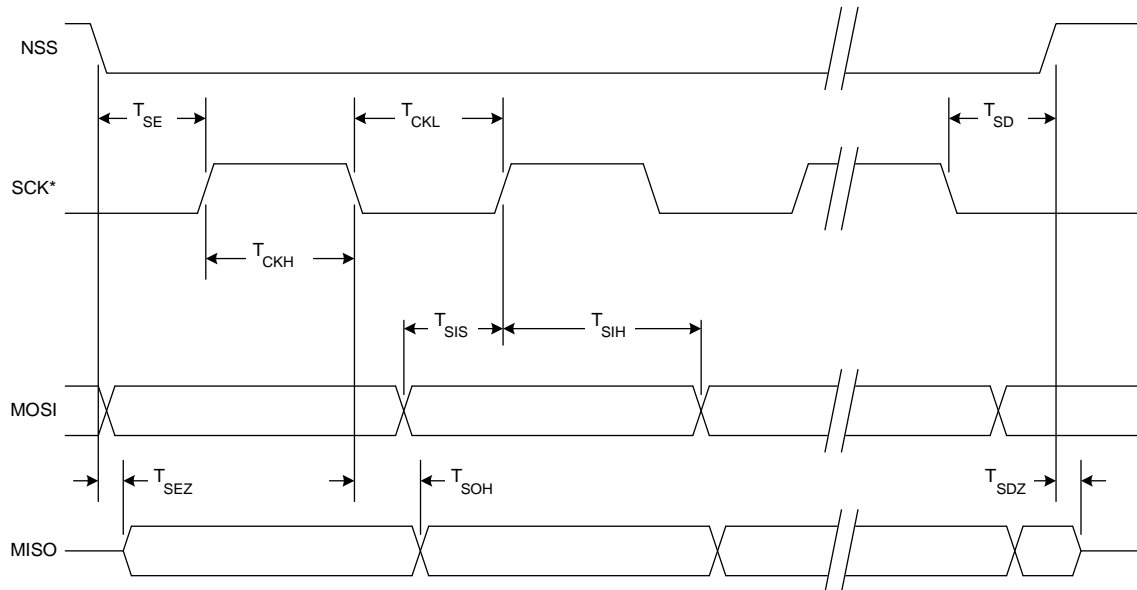 NSS
T_SE
T_CKL
T_SD
SCK*
T_CKH
T_SIS
T_SIH
MOSI
T_SEZ
T_SOH
T_SDZ
MISO